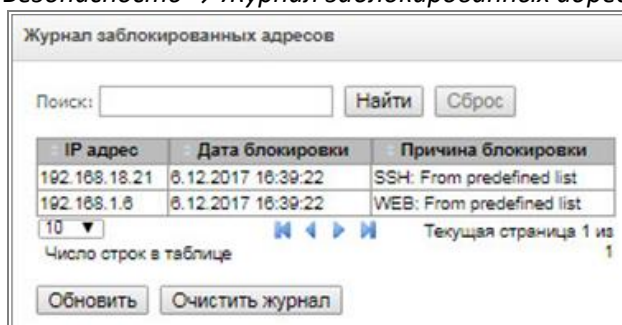 Безопасность → Журнал заблокированных адрес
Журнал заблокированных адресов
Поиск: Найти Сброс
IP адрес Дата блокировки Причина блокировки
192.168.18.21 6.12.2017 16:39:22 SSH: From predefined list
192.168.1.6 6.12.2017 16:39:22 WEB: From predefined list
10 Текущая страница 1 из
Число строк в таблице 1
Обновить Очистить журнал